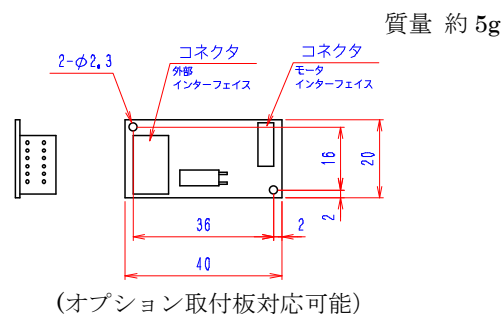 質量 約 5g
2-φ2.3
コネクタ
外部
インターフェイス
コネクタ
モータ
インターフェイス
16
20
2
36
2
40
(オプション取付板対応可能)